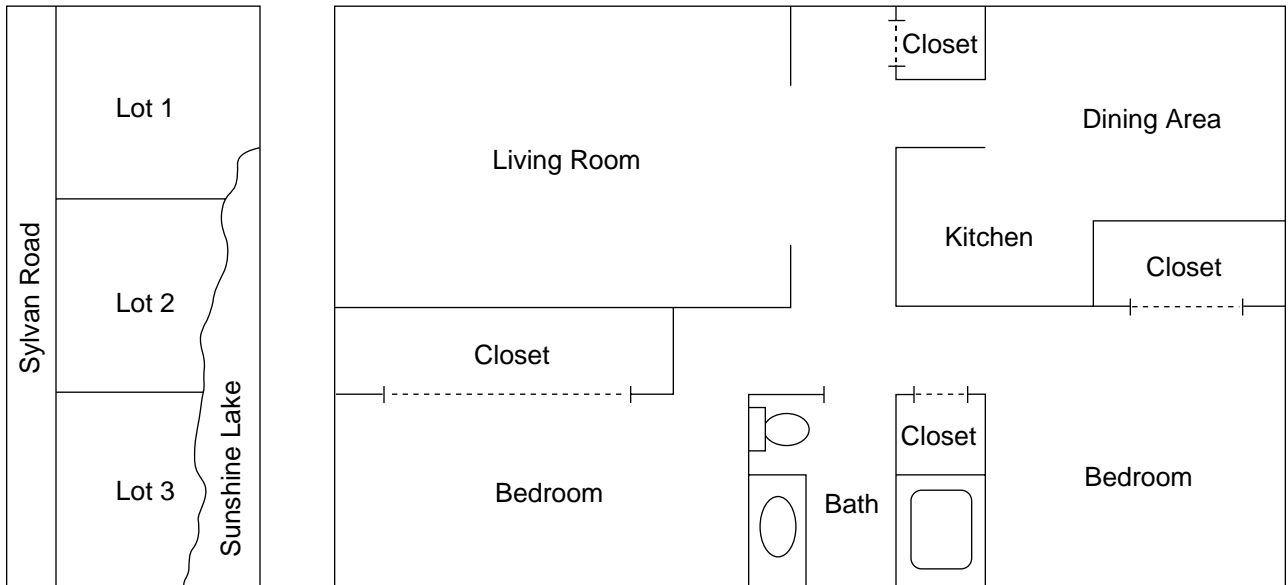 Sylvan Road
Lot 1
Lot 2
Lot 3
Sunshine Lake
Living Room
Closet
Dining Area
Kitchen
Closet
Closet
Bedroom
Bath
Closet
Bedroom